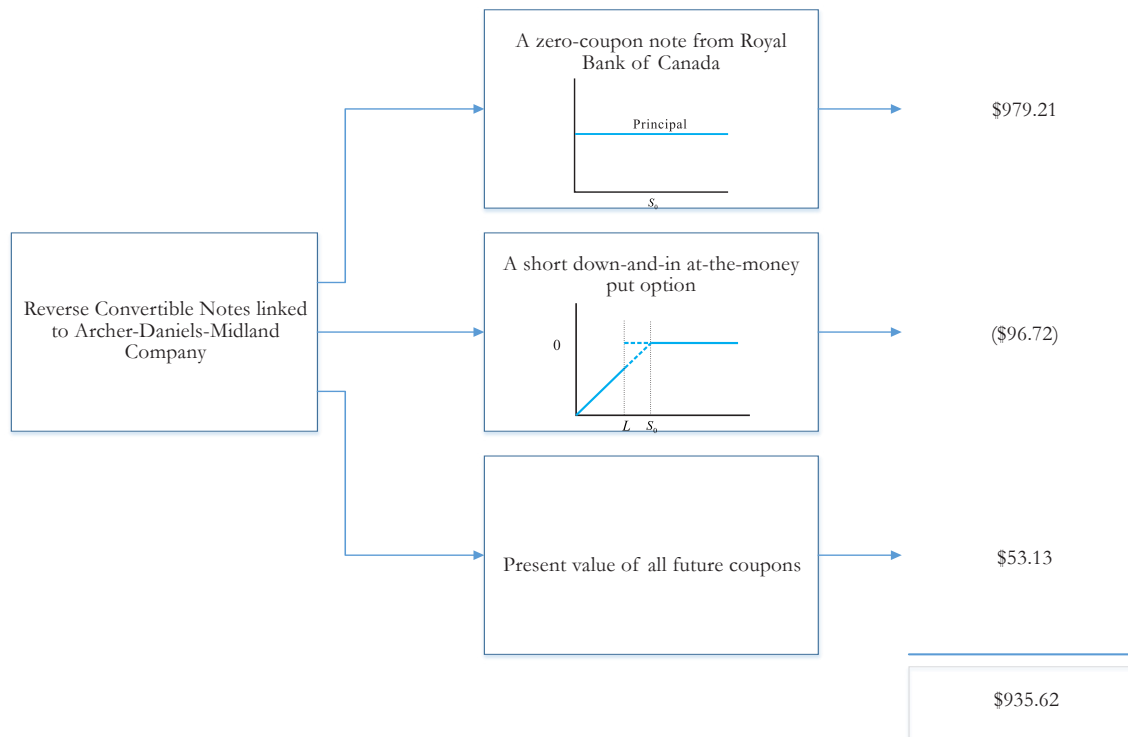 A zero-coupon note from Royal
Bank of Canada
Principal
S₀
$979.21
Reverse Convertible Notes linked
to Archer-Daniels-Midland
Company
A short down-and-in at-the-money
put option
0
L S₀
($96.72)
Present value of all future coupons
$53.13
$935.62